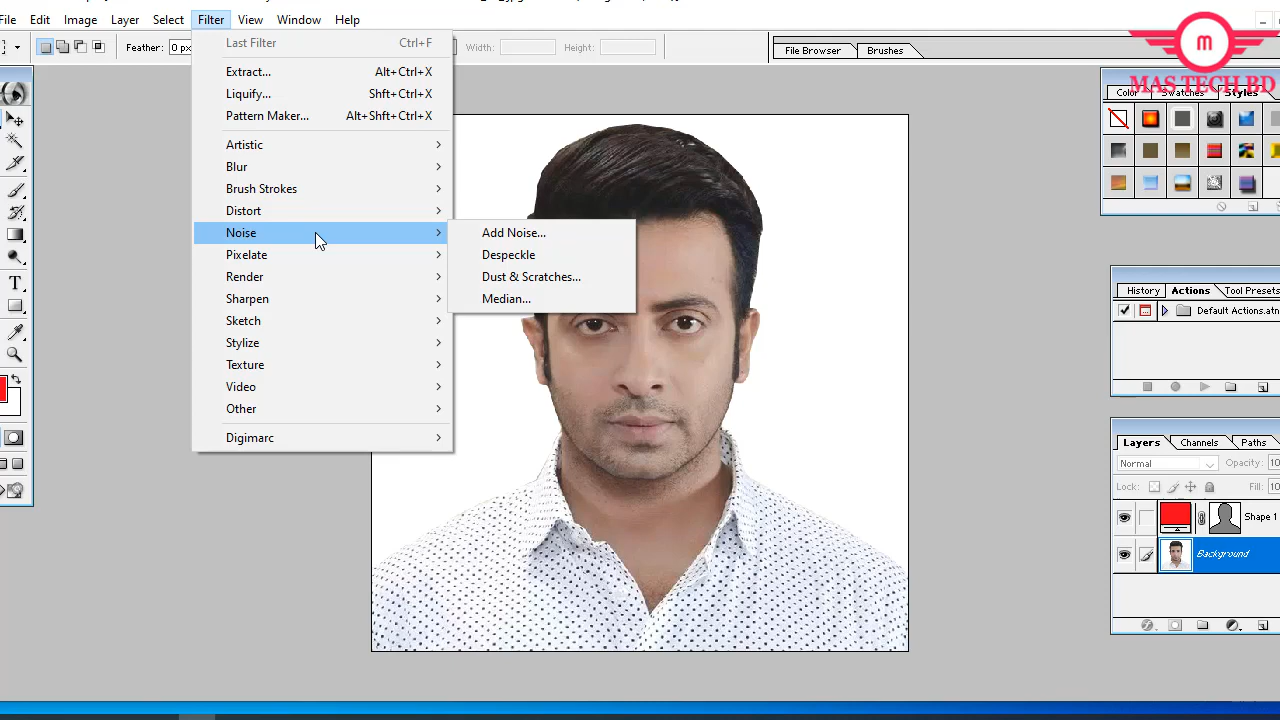 File Edit Image Layer Select Filter View Window Help
Feather: 0 px Width: Height: File Browser Brushes
M
MAS TECH BD
Color Swatches Styles
Last Filter Ctrl+F
Extract... Alt+Ctrl+X
Liquify... Shft+Ctrl+X
Pattern Maker... Alt+Shft+Ctrl+X
Artistic
Blur
Brush Strokes
Distort
Noise
Pixelate
Render
Sharpen
Sketch
Stylize
Texture
Video
Other
Digimarc
Add Noise...
Despeckle
Dust & Scratches...
Median...
T
History Actions Tool Presets
Default Actions.atn
Layers Channels Paths
Normal Opacity: 10
Lock: Fill: 10
Shape 1
Background